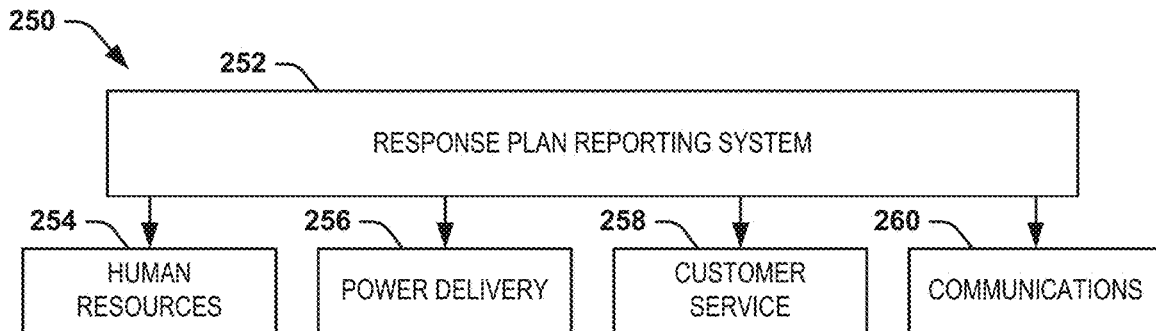 250
252
RESPONSE PLAN REPORTING SYSTEM
254
256
258
260
HUMAN
RESOURCES
POWER DELIVERY
CUSTOMER
SERVICE
COMMUNICATIONS